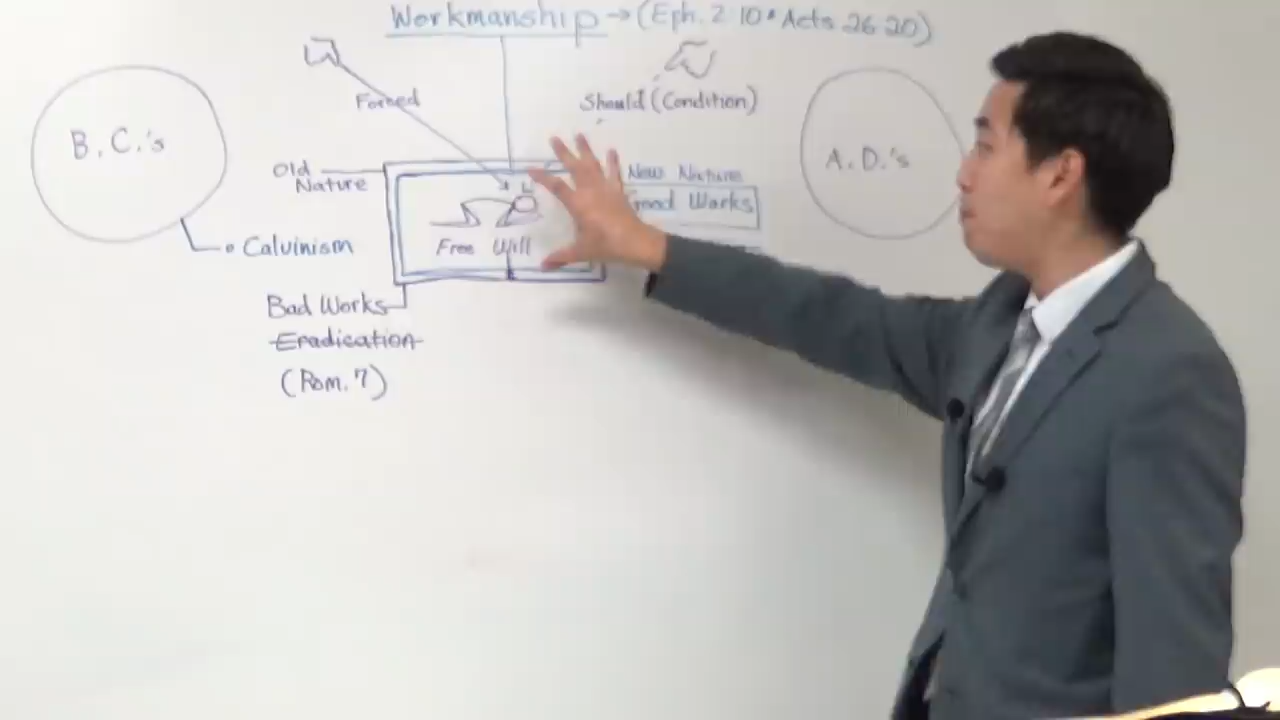 Workmanship → (Eph. 2:10 • Acts 26:20)
Forced
Should (Condition)
B. C.'s
A. D.'s
Old
Nature
New Nature
Good Works
Free Will
• Calvinism
Bad Works
Eradication
(Rom. 7)